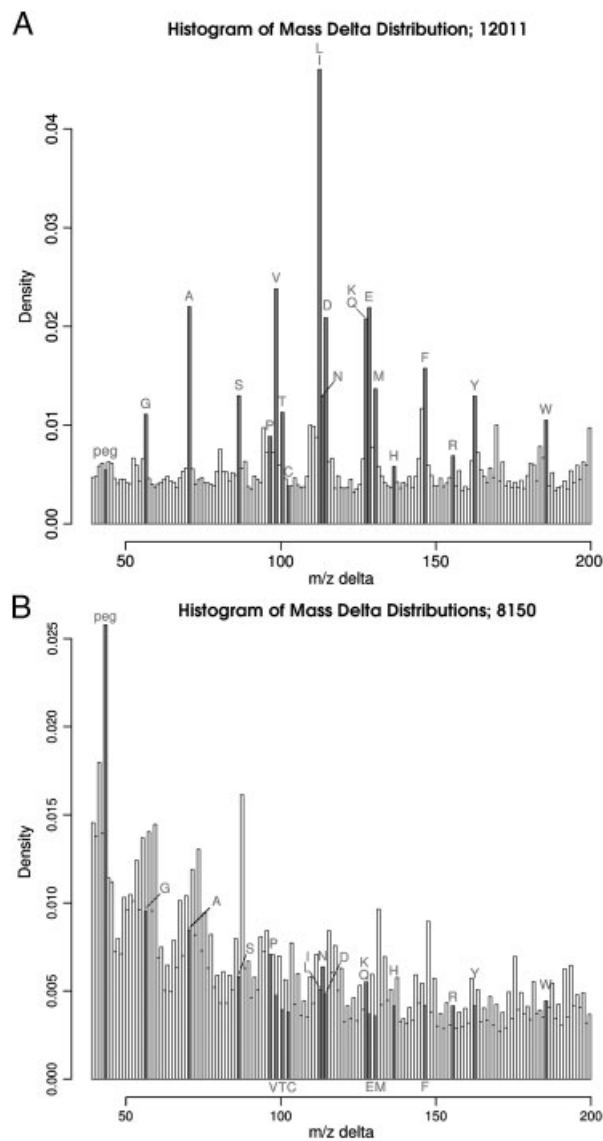 A
Histogram of Mass Delta Distribution; 12011
L
I
0.04
0.03
Density
0.02
0.01
0.00
V
A
K
Q
E
D
F
M
S
N
Y
T
G
W
P
R
peg
H
C
50
100
150
200
m/z delta
B
Histogram of Mass Delta Distributions; 8150
peg
0.025
0.020
0.015
Density
0.010
0.005
0.000
G
A
S
P
I
L
N
D
K
Q
H
R
Y
W
VTC
EM
F
50
100
150
200
m/z delta